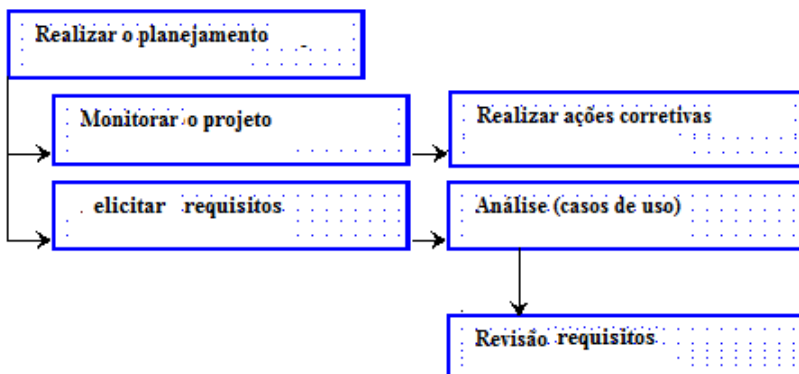 Realizar o planejamento
Monitorar o projeto
Realizar ações corretivas
elicitar requisitos
Análise (casos de uso)
Revisão requisitos